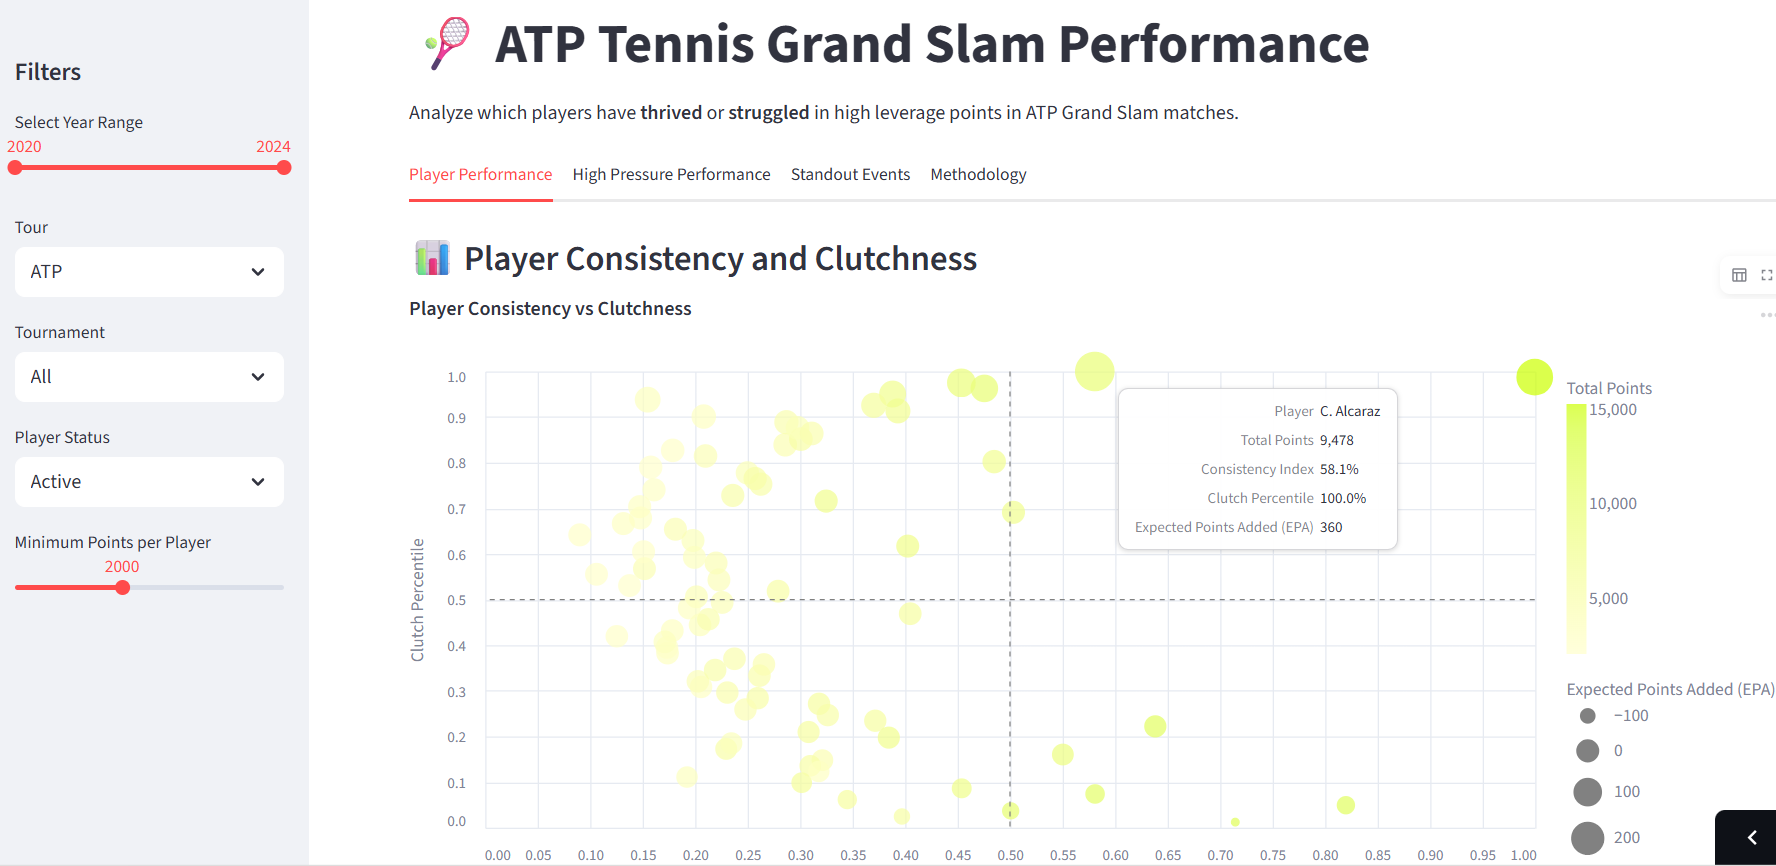 Filters
Select Year Range
2020 2024
Tour
ATP
Tournament
All
Player Status
Active
Minimum Points per Player
2000
ATP Tennis Grand Slam Performance
Analyze which players have thrived or struggled in high leverage points in ATP Grand Slam matches.
Player Performance High Pressure Performance Standout Events Methodology
Player Consistency and Clutchness
Player Consistency vs Clutchness
Clutch Percentile
1.0
0.9
0.8
0.7
0.6
0.5
0.4
0.3
0.2
0.1
0.0
0.00 0.05 0.10 0.15 0.20 0.25 0.30 0.35 0.40 0.45 0.50 0.55 0.60 0.65 0.70 0.75 0.80 0.85 0.90 0.95 1.00
Player C. Alcaraz
Total Points 9,478
Consistency Index 58.1%
Clutch Percentile 100.0%
Expected Points Added (EPA) 360
Total Points
15,000
10,000
5,000
Expected Points Added (EPA)
−100
0
100
200